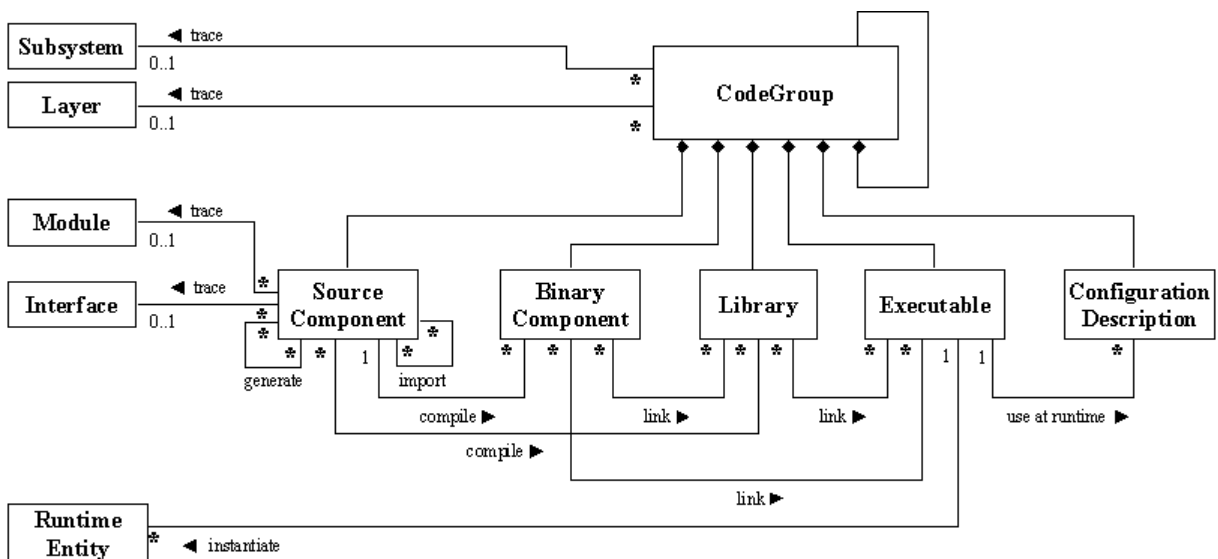 ◄ trace
Subsystem
0..1
*
CodeGroup
◄ trace
Layer
0..1
*
◄ trace
Module
0..1
*
◄ trace
Interface
0..1
*
Source
Component
Binary
Component
Library
Executable
Configuration
Description
* * * 1 * *
* * * * * * * * 1 1 *
generate
import
compile ►
link ►
link ►
use at runtime ►
compile ►
link ►
Runtime
Entity
*
◄ instantiate